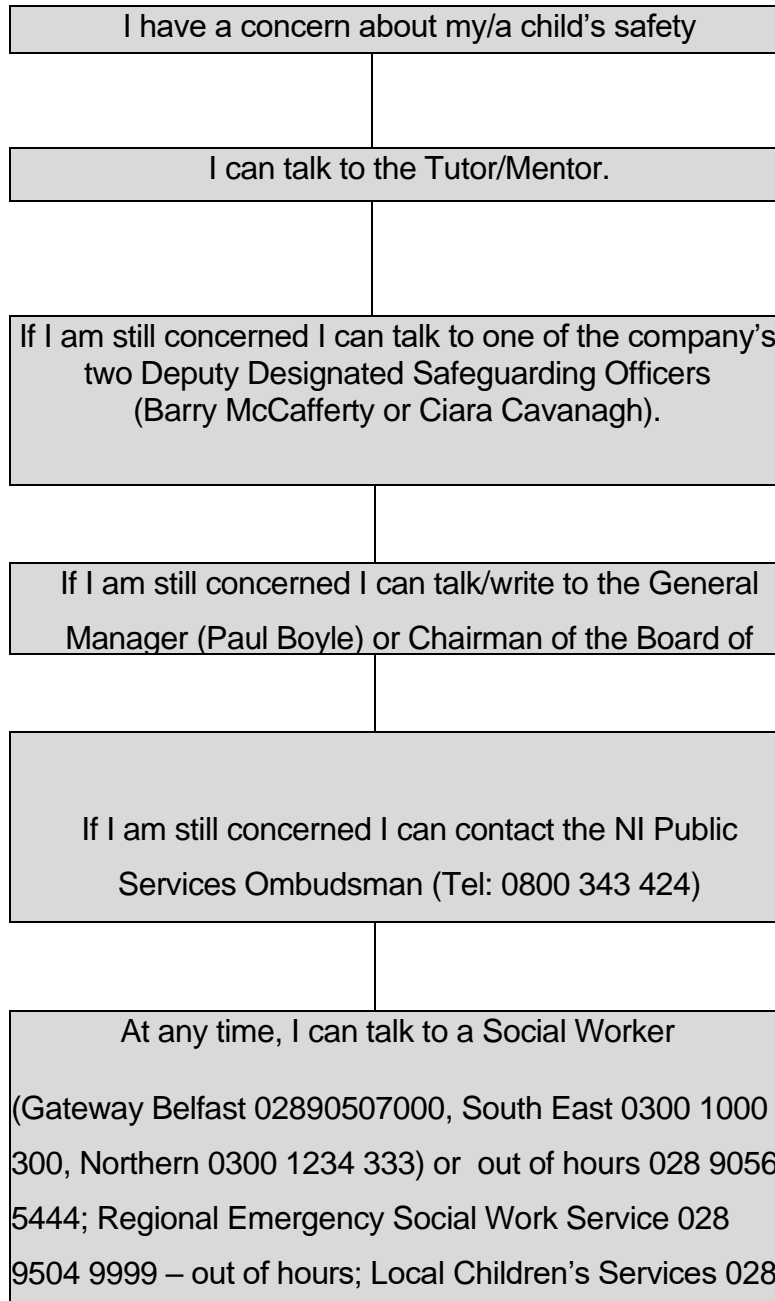 I have a concern about my/a child’s safety
I can talk to the Tutor/Mentor.
If I am still concerned I can talk to one of the company’s
two Deputy Designated Safeguarding Officers
(Barry McCafferty or Ciara Cavanagh).
If I am still concerned I can talk/write to the General
Manager (Paul Boyle) or Chairman of the Board of
If I am still concerned I can contact the NI Public
Services Ombudsman (Tel: 0800 343 424)
At any time, I can talk to a Social Worker
(Gateway Belfast 02890507000, South East 0300 1000
300, Northern 0300 1234 333) or  out of hours 028 9056
5444; Regional Emergency Social Work Service 028
9504 9999 – out of hours; Local Children’s Services 028